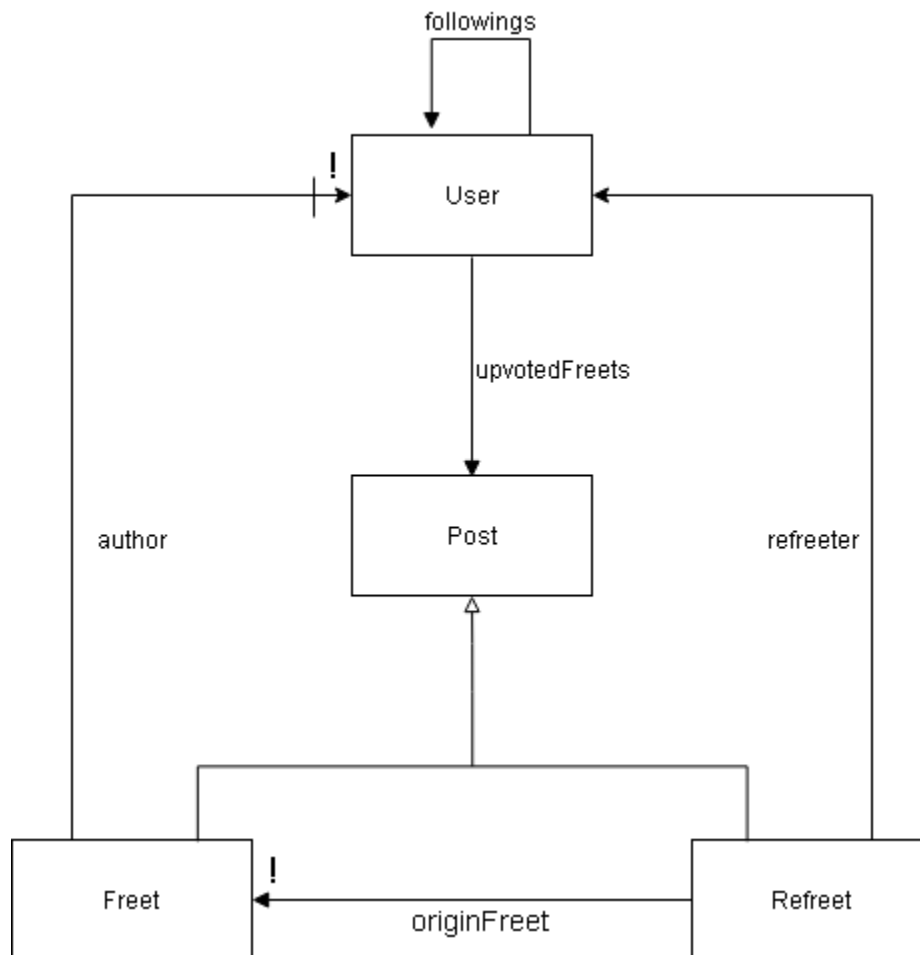 followings
!
User
upvotedFreets
Post
author
refreeter
!
Freet
originFreet
Refreet